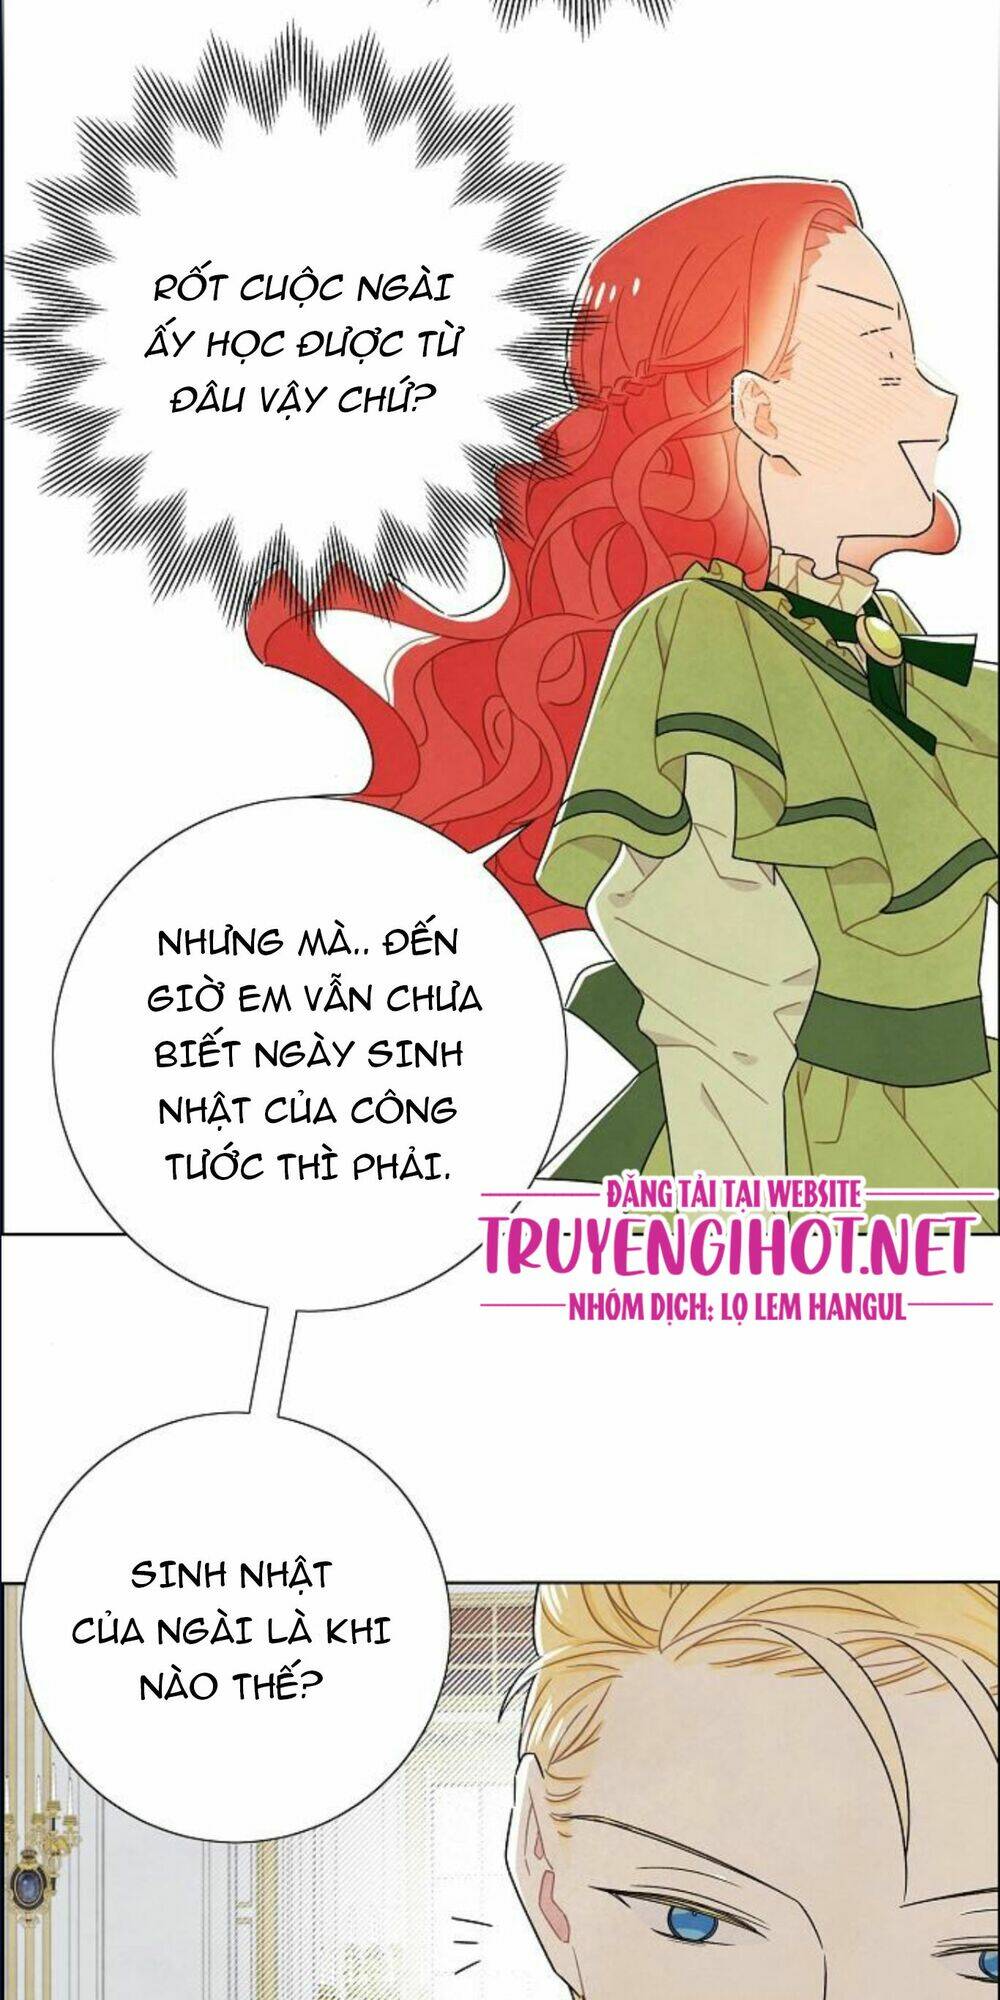 RỐT CUỘC NGÀI
ẤY HỌC ĐƯỢC TỪ
ĐÂU VẬY CHỨ?
NHƯNG MÀ.. ĐẾN
GIỜ EM VẪN CHƯA
BIẾT NGÀY SINH
NHẬT CỦA CÔNG
TƯỚC THÌ PHẢI.
ĐĂNG TẢI TẠI WEBSITE
TRUYENGIHOT.NET
NHÓM DỊCH: LỌ LEM HANGUL
SINH NHẬT
CỦA NGÀI LÀ KHI
NÀO THẾ?